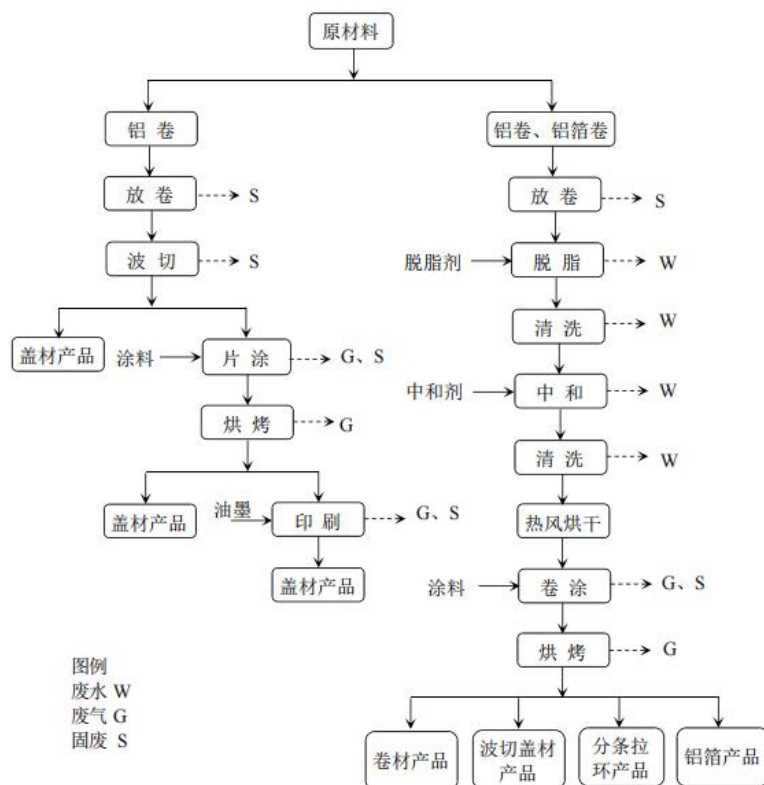 原材料
铝 卷
铝卷、铝箔卷
放 卷
S
放 卷
S
波 切
S
脱脂剂
脱 脂
W
清 洗
W
盖材产品
涂料
片 涂
G、S
中和剂
中 和
W
烘 烤
G
清 洗
W
盖材产品
油墨
印 刷
G、S
热风烘干
盖材产品
涂料
卷 涂
G、S
烘 烤
G
图例
废水 W
废气 G
固废 S
卷材产品
波切盖材
产品
分条拉
环产品
铝箔产品